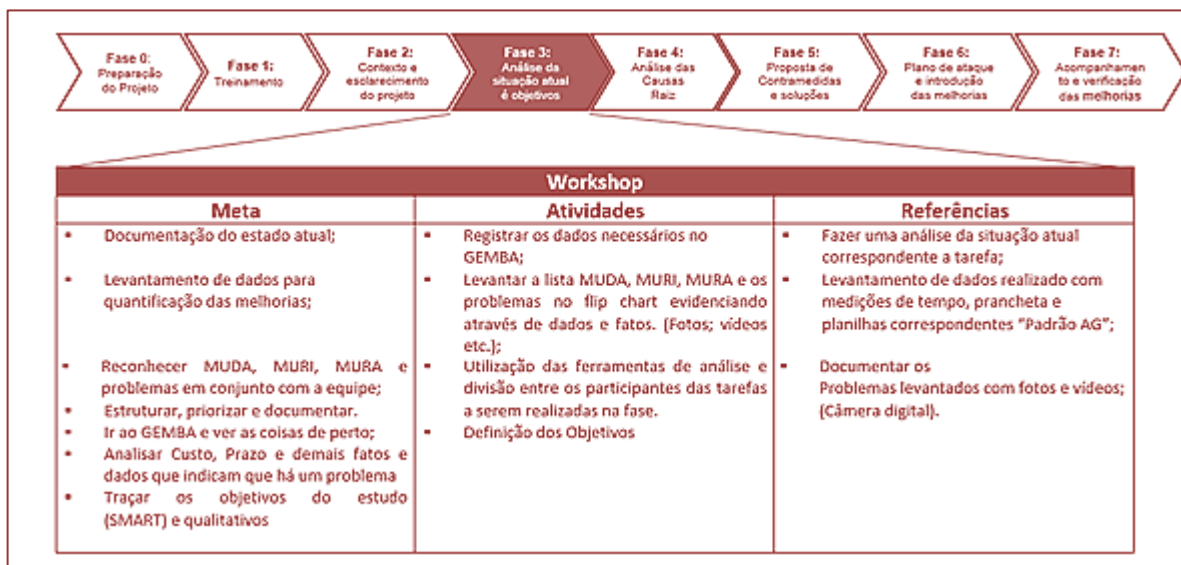 Fase 0:
Preparação
do Projeto
Fase 1:
Treinamento
Fase 2:
Contexto e
esclarecimento
do projeto
Fase 3:
Análise da
situação atual
é objetivos
Fase 4:
Análise das
Causas
Raiz
Fase 5:
Proposta de
Contramedidas
e soluções
Fase 6:
Plano de ataque
e introdução
das melhorias
Fase 7:
Acompanhamen
to e verificação
das melhorias
Workshop
Meta
▪ Documentação do estado atual;
▪ Levantamento de dados para
quantificação das melhorias;
▪ Reconhecer MUDA, MURI, MURA e
problemas em conjunto com a equipe;
▪ Estruturar, priorizar e documentar.
▪ Ir ao GEMBA e ver as coisas de perto;
▪ Analisar Custo, Prazo e demais fatos e
dados que indicam que há um problema
▪ Traçar os objetivos do estudo
(SMART) e qualitativos
Atividades
▪ Registrar os dados necessários no
GEMBA;
▪ Levantar a lista MUDA, MURI, MURA e os
problemas no flip chart evidenciando
através de dados e fatos. (Fotos; vídeos
etc.);
▪ Utilização das ferramentas de análise e
divisão entre os participantes das tarefas
a serem realizadas na fase.
▪ Definição dos Objetivos
Referências
▪ Fazer uma análise da situação atual
correspondente a tarefa;
▪ Levantamento de dados realizado com
medições de tempo, prancheta e
planilhas correspondentes “Padrão AG”;
▪ Documentar os
Problemas levantados com fotos e vídeos;
(Câmera digital).